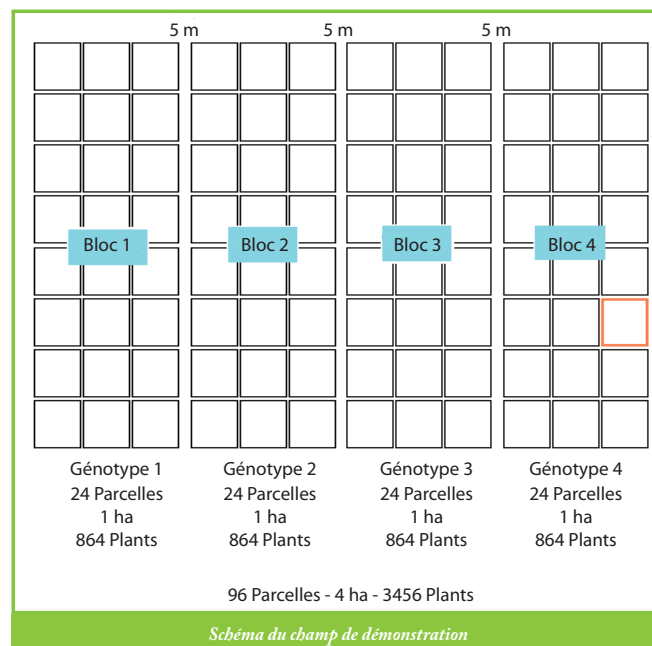 5 m 5 m 5 m
Bloc 1 Bloc 2 Bloc 3 Bloc 4
Génotype 1 Génotype 2 Génotype 3 Génotype 4
24 Parcelles 24 Parcelles 24 Parcelles 24 Parcelles
1 ha 1 ha 1 ha 1 ha
864 Plants 864 Plants 864 Plants 864 Plants
96 Parcelles - 4 ha - 3456 Plants
Schéma du champ de démonstration